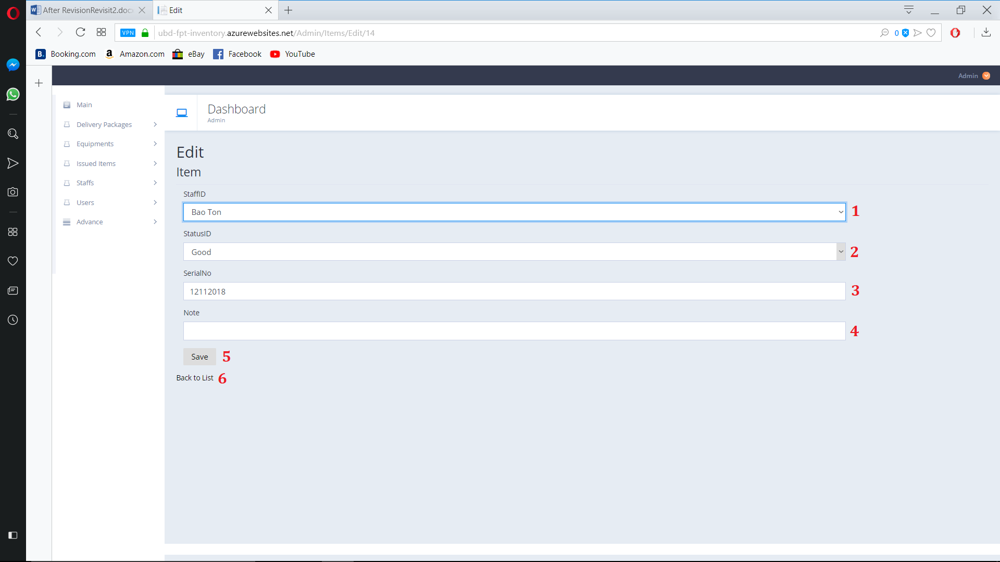 After RevisionRevisit2.docx
Edit
VPN
ubd-fpt-inventory.azurewebsites.net/Admin/Items/Edit/14
0
B. Booking.com
a Amazon.com
eBay
Facebook
YouTube
Admin
Main
Delivery Packages
Equipments
Issued Items
Staffs
Users
Advance
Dashboard
Admin
Edit
Item
StaffID
Bao Ton
1
StatusID
Good
2
SerialNo
12112018
3
Note
4
Save
5
Back to List
6